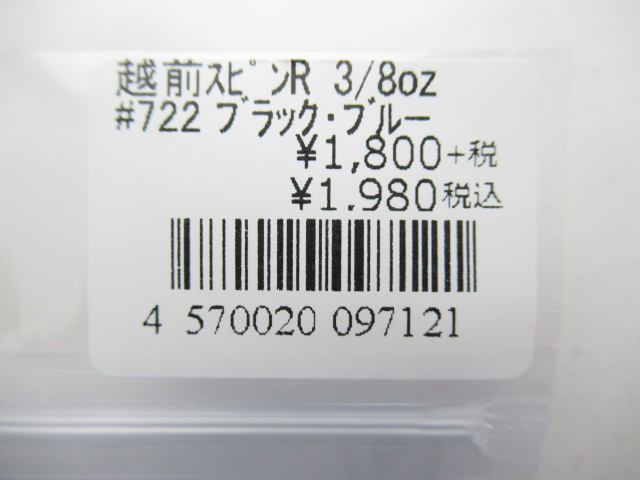 越前ｽﾋﾟﾝR 3/8oz
#722 ブラック・ブルー
¥1,800+税
¥1.980税込
4 570020 097121